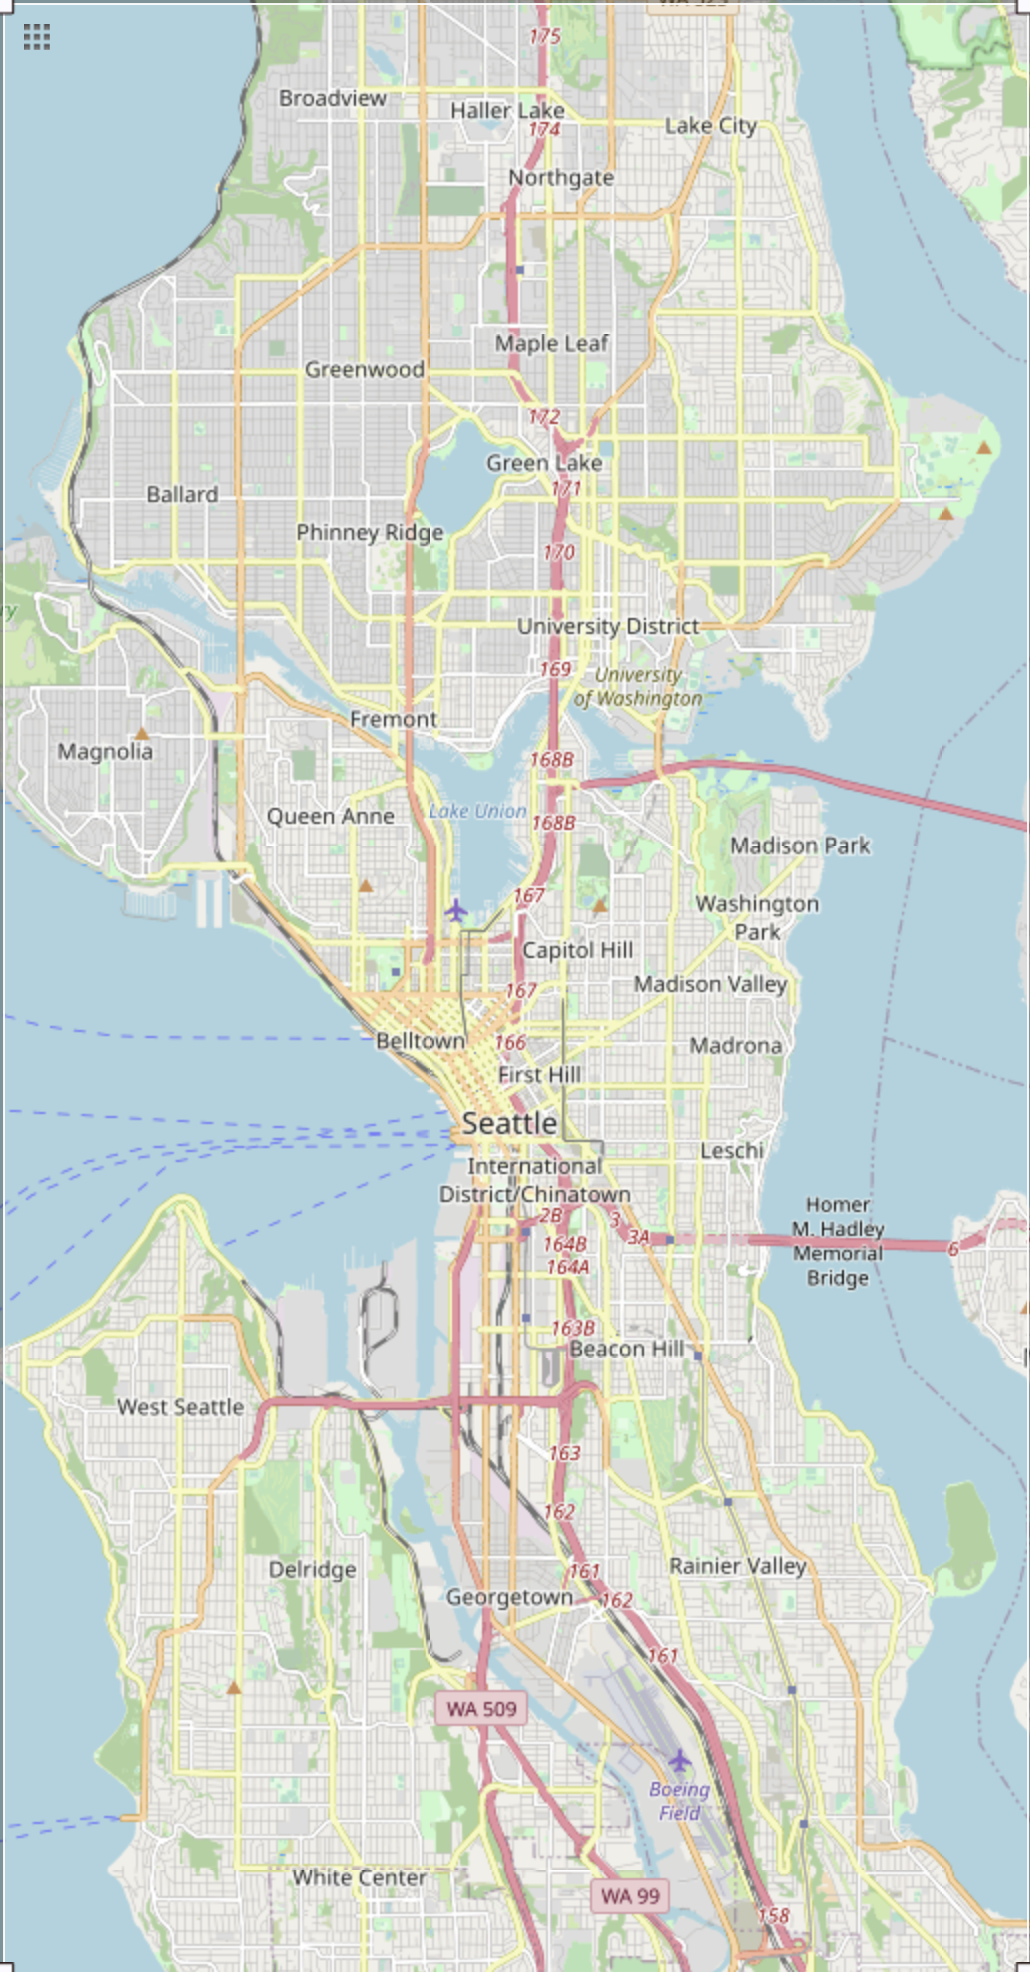 175
Broadview
Haller Lake
174
Lake City
Northgate
Maple Leaf
Greenwood
172
Green Lake
171
Ballard
Phinney Ridge
170
University District
169
University
of Washington
Fremont
Magnolia
168B
Lake Union
Queen Anne
168B
Madison Park
167
Washington
Park
Capitol Hill
Madison Valley
167
Belltown
166
Madrona
First Hill
Seattle
Leschi
International
District/Chinatown
Homer
M. Hadley
Memorial
Bridge
2B
3
3A
164B
6
164A
163B
Beacon Hill
West Seattle
163
162
161
Rainier Valley
Delridge
Georgetown
162
161
WA 509
Boeing
Field
White Center
WA 99
158